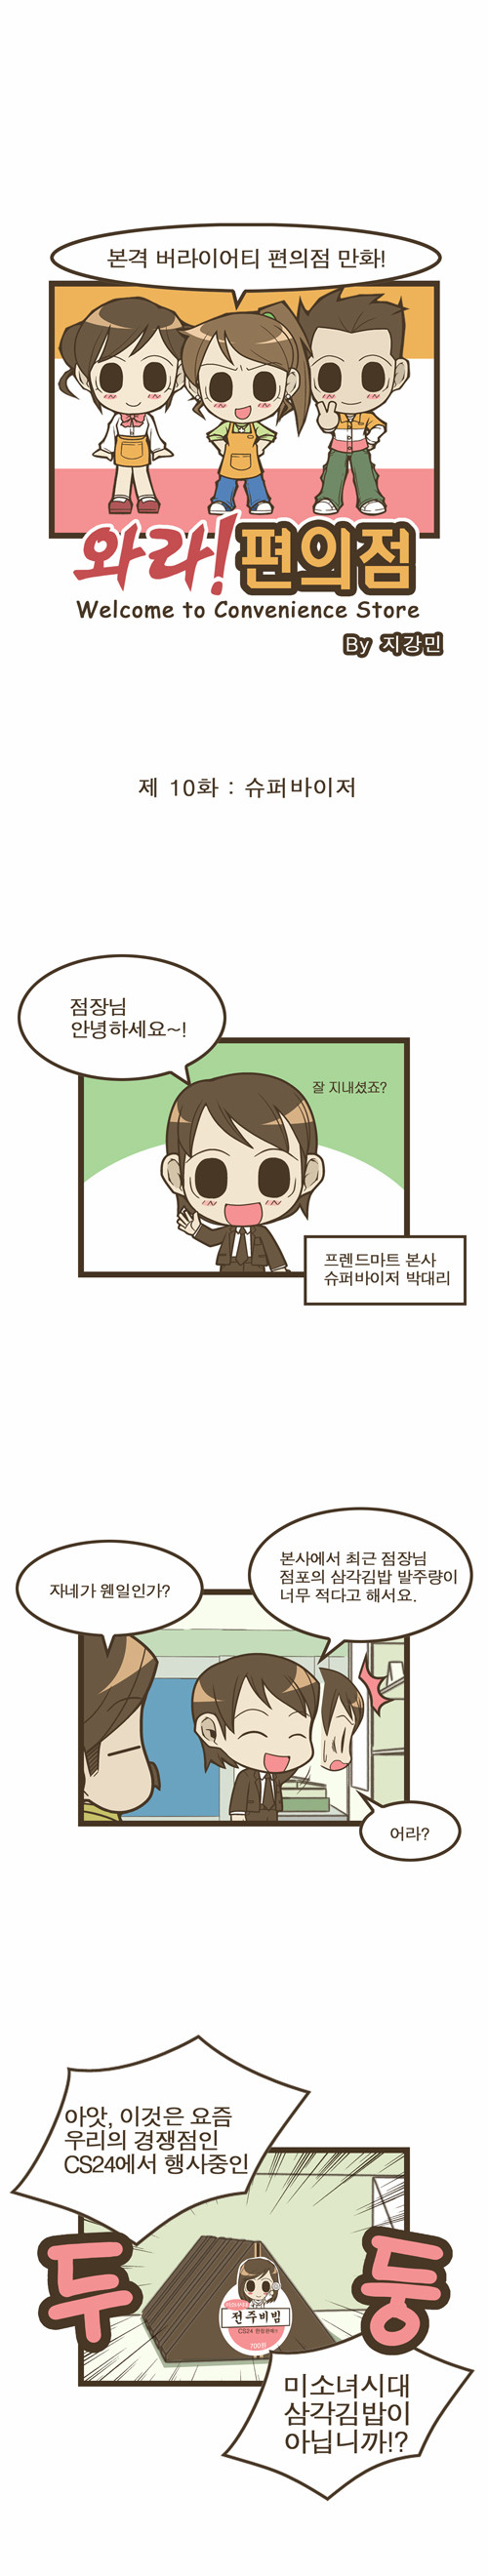 본격 버라이어티 편의점 만화!
와라! 편의점
Welcome to Convenience Store
By 지강민
제 10화 : 슈퍼바이저
점장님
안녕하세요~!
잘 지내셨죠?
프렌드마트 본사
슈퍼바이저 박대리
자네가 웬일인가?
본사에서 최근 점장님
점포의 삼각김밥 발주량이
너무 적다고 해서요.
어라?
아앗, 이것은 요즘
우리의 경쟁점인
CS24에서 행사중인
두
둥
전주비빔
700원
미소녀시대
삼각김밥이
아닙니까!?